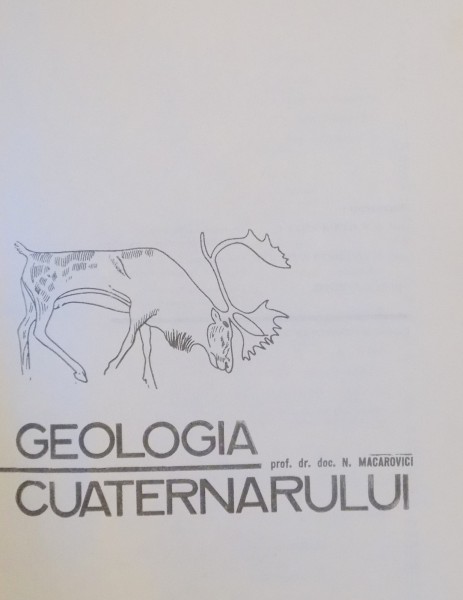 GEOLOGIA
prof. dr. doc. N. MACAROVICI
CUATERNARULUI